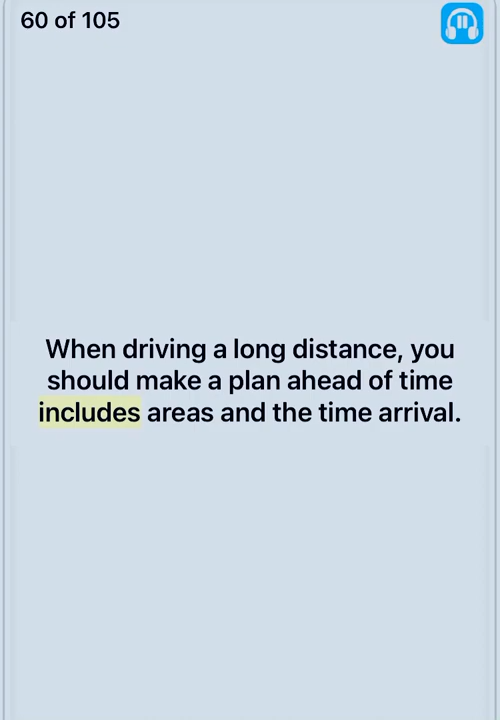 60 of 105
When driving a long distance, you
should make a plan ahead of time
includes areas and the time arrival.